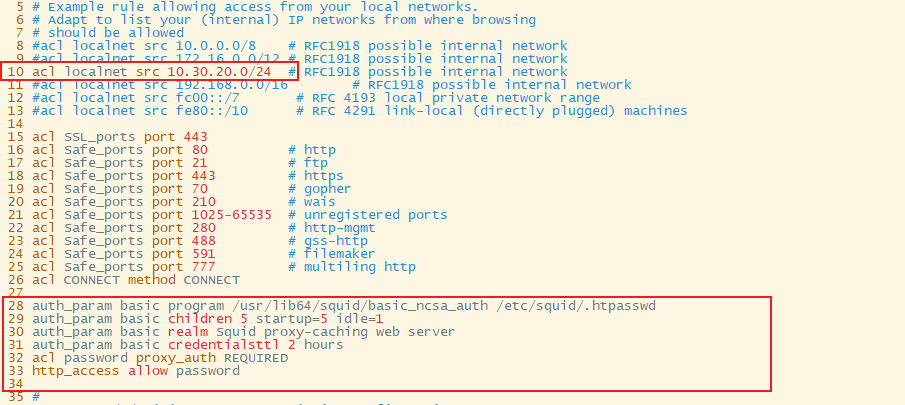 5 # Example rule allowing access from your local networks.
6 # Adapt to list your (internal) IP networks from where browsing
7 # should be allowed
8 #acl localnet src 10.0.0.0/8    # RFC1918 possible internal network
9 #acl localnet src 172.16.0.0/12 # RFC1918 possible internal network
10 acl localnet src 10.30.20.0/24  # RFC1918 possible internal network
11 #acl localnet src 192.168.0.0/16        # RFC1918 possible internal network
12 #acl localnet src fc00::/7       # RFC 4193 local private network range
13 #acl localnet src fe80::/10      # RFC 4291 link-local (directly plugged) machines
14
15 acl SSL_ports port 443
16 acl Safe_ports port 80          # http
17 acl Safe_ports port 21          # ftp
18 acl Safe_ports port 443         # https
19 acl Safe_ports port 70          # gopher
20 acl Safe_ports port 210         # wais
21 acl Safe_ports port 1025-65535  # unregistered ports
22 acl Safe_ports port 280         # http-mgmt
23 acl Safe_ports port 488         # gss-http
24 acl Safe_ports port 591         # filemaker
25 acl Safe_ports port 777         # multiling http
26 acl CONNECT method CONNECT
27
28 auth_param basic program /usr/lib64/squid/basic_ncsa_auth /etc/squid/.htpasswd
29 auth_param basic children 5 startup=5 idle=1
30 auth_param basic realm Squid proxy-caching web server
31 auth_param basic credentialsttl 2 hours
32 acl password proxy_auth REQUIRED
33 http_access allow password
34
35 #